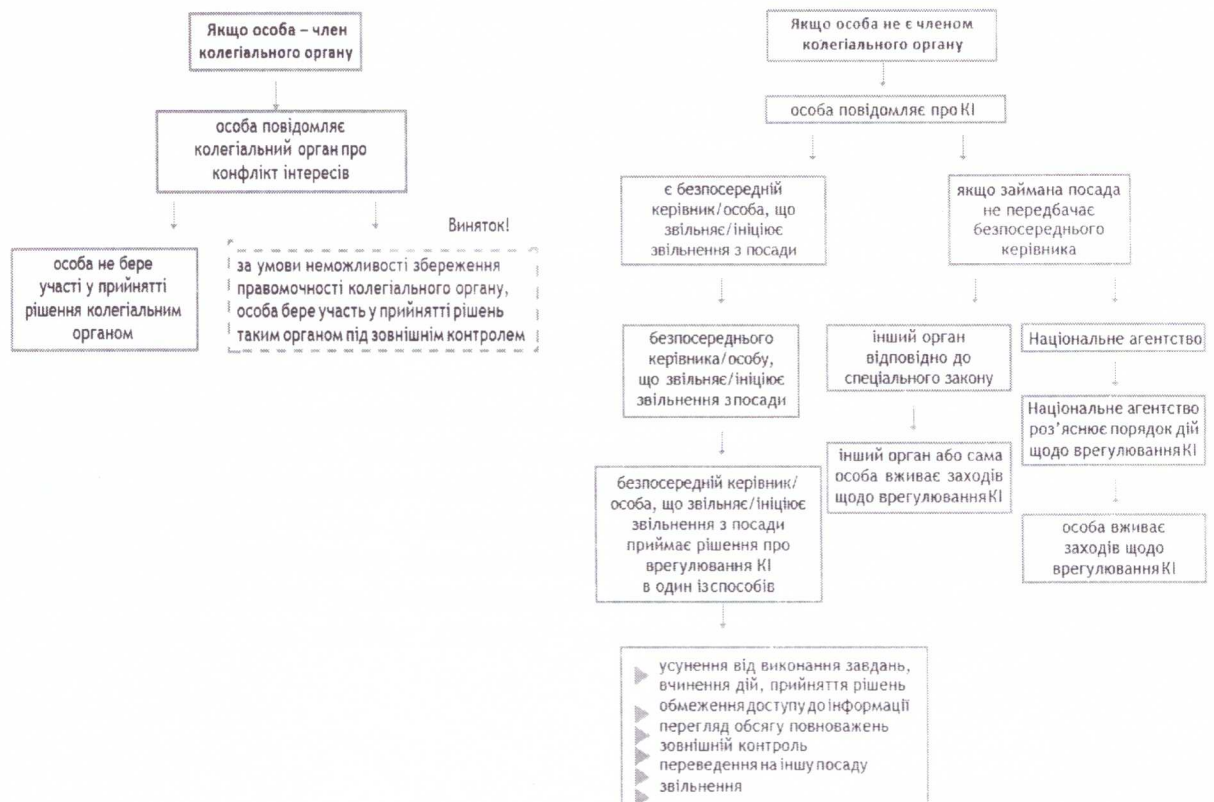 Якщо особа – член
колегіального органу
особа повідомляє
колегіальний орган про
конфлікт інтересів
Виняток!
особа не бере
участі у прийнятті
рішення колегіальним
органом
за умови неможливості збереження
правомочності колегіального органу,
особа бере участь у прийнятті рішень
таким органом під зовнішнім контролем
Якщо особа не є членом
колегіального органу
особа повідомляє про КІ
є безпосередній
керівник/особа, що
звільняє/ініціює
звільнення з посади
якщо займана посада
не передбачає
безпосереднього
керівника
безпосереднього
керівника/особу,
що звільняє/ініціює
звільнення з посади
інший орган
відповідно до
спеціального закону
Національне агентство
Національне агентство
роз’яснює порядок дій
щодо врегулювання КІ
інший орган або сама
особа вживає заходів
щодо врегулювання КІ
особа вживає
заходів щодо
врегулювання КІ
безпосередній керівник/
особа, що звільняє/ініціює
звільнення з посади
приймає рішення про
врегулювання КІ
в один із способів
усунення від виконання завдань,
вчинення дій, прийняття рішень
обмеження доступу до інформації
перегляд обсягу повноважень
зовнішній контроль
переведення на іншу посаду
звільнення